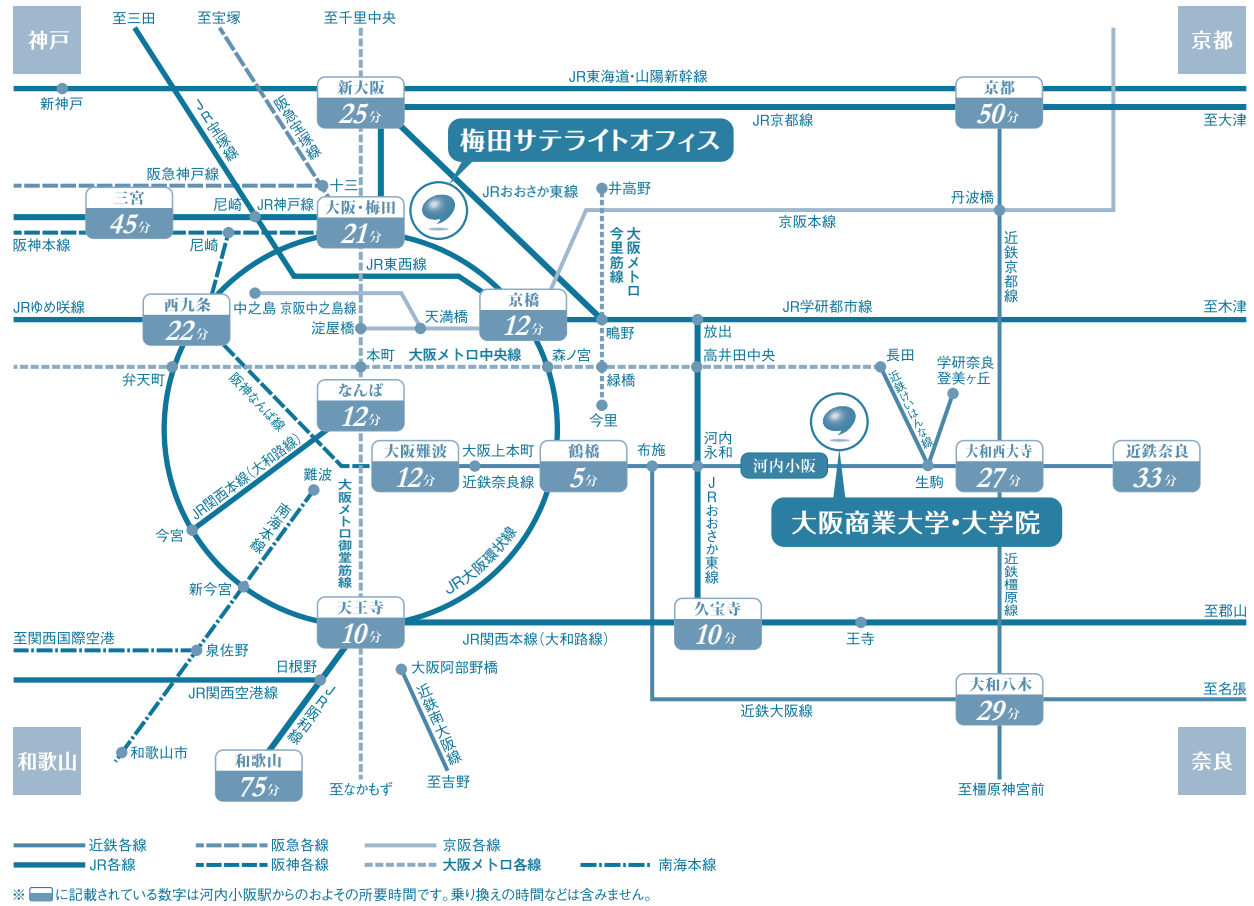 神戸
京都
至三田
至宝塚
至千里中央
新大阪
25分
JR東海道・山陽新幹線
京都
50分
新神戸
JR宝塚線
阪急宝塚線
JR京都線
至大津
梅田サテライトオフィス
阪急神戸線
十三
三宮
45分
尼崎
JR神戸線
大阪・梅田
21分
JRおおさか東線
井高野
丹波橋
京阪本線
阪神本線
尼崎
大阪メトロ
今里筋線
近鉄京都線
JR東西線
JRゆめ咲線
西九条
22分
中之島
京阪中之島線
天満橋
淀屋橋
京橋
12分
JR学研都市線
至木津
鴫野
放出
本町
大阪メトロ中央線
森ノ宮
緑橋
高井田中央
長田
学研奈良
登美ヶ丘
弁天町
阪神なんば線
なんば
12分
今里
近鉄けいはんな線
JR関西本線(大和路線)
難波
大阪難波
12分
大阪上本町
近鉄奈良線
鶴橋
5分
布施
河内
永和
河内小阪
生駒
大和西大寺
27分
近鉄奈良
33分
大阪商業大学・大学院
今宮
南海本線
大阪メトロ御堂筋線
JR大阪環状線
JRおおさか東線
近鉄橿原線
新今宮
天王寺
10分
JR関西本線(大和路線)
久宝寺
10分
王寺
至郡山
至関西国際空港
泉佐野
日根野
JR関西空港線
JR阪和線
大阪阿部野橋
近鉄南大阪線
近鉄大阪線
大和八木
29分
至名張
和歌山
和歌山市
和歌山
75分
至なかもず
至吉野
至橿原神宮前
奈良
近鉄各線
阪急各線
京阪各線
JR各線
阪神各線
大阪メトロ各線
南海本線
※ に記載されている数字は河内小阪駅からのおよその所要時間です。乗り換えの時間などは含みません。